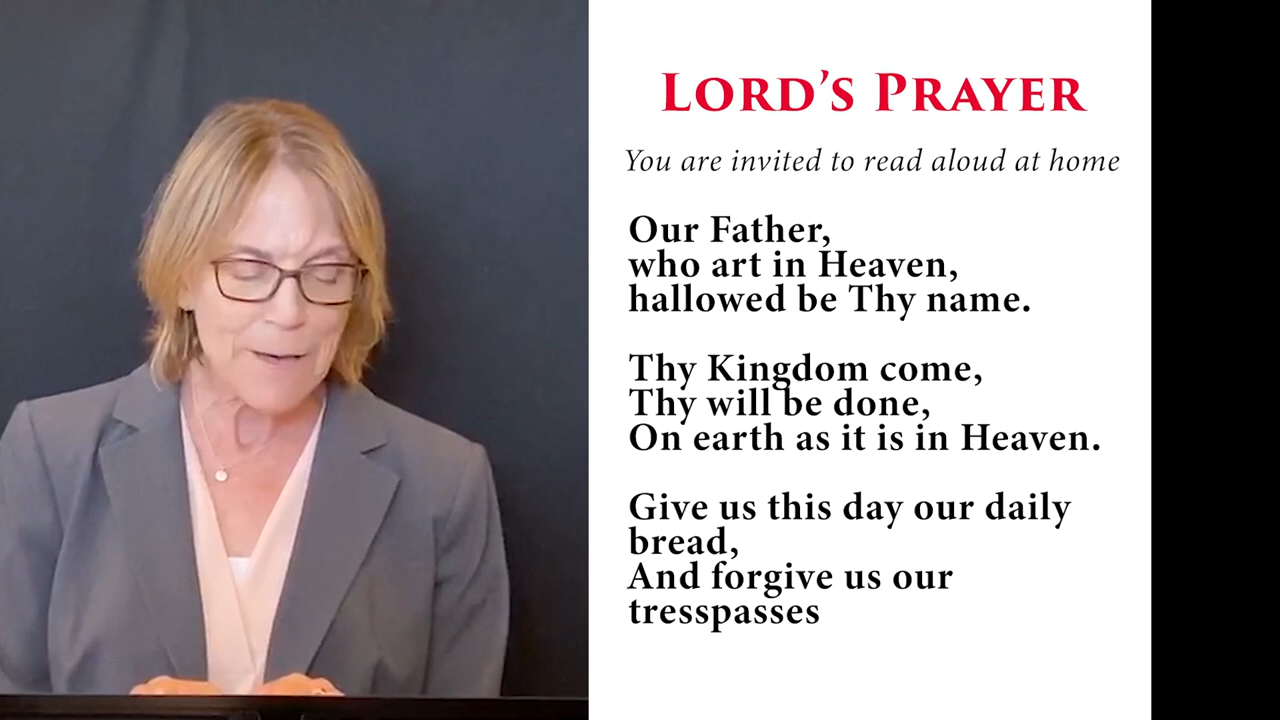 LORD'S PRAYER
You are invited to read aloud at home
Our Father,
who art in Heaven,
hallowed be Thy name.
Thy Kingdom come,
Thy will be done,
On earth as it is in Heaven.
Give us this day our daily
bread,
And forgive us our
tresspasses